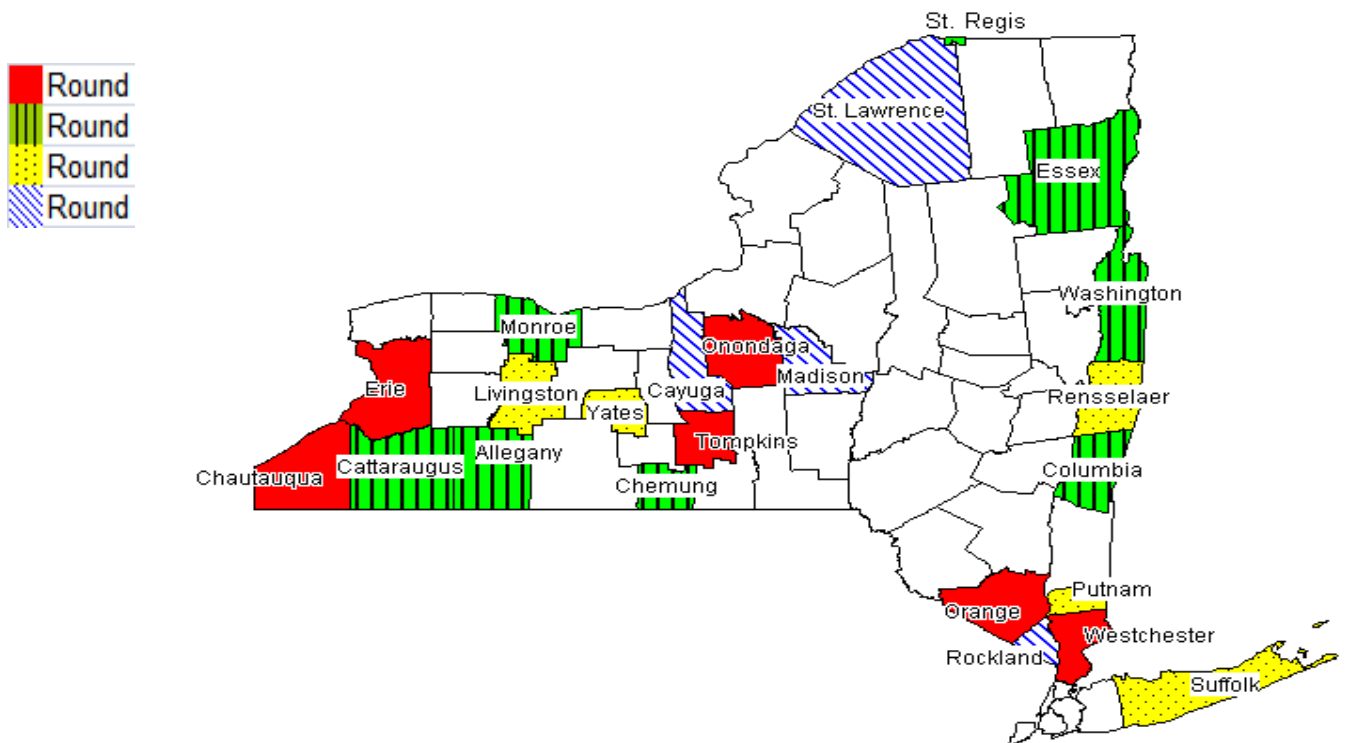 Round
Round
Round
Round
St. Regis
St. Lawrence
Essex
Washington
Monroe
Onondaga
Erie
Livingston
Cayuga
Madison
Yates
Rensselaer
Tompkins
Allegany
Cattaraugus
Chautauqua
Chemung
Columbia
Putnam
Orange
Westchester
Rockland
Suffolk